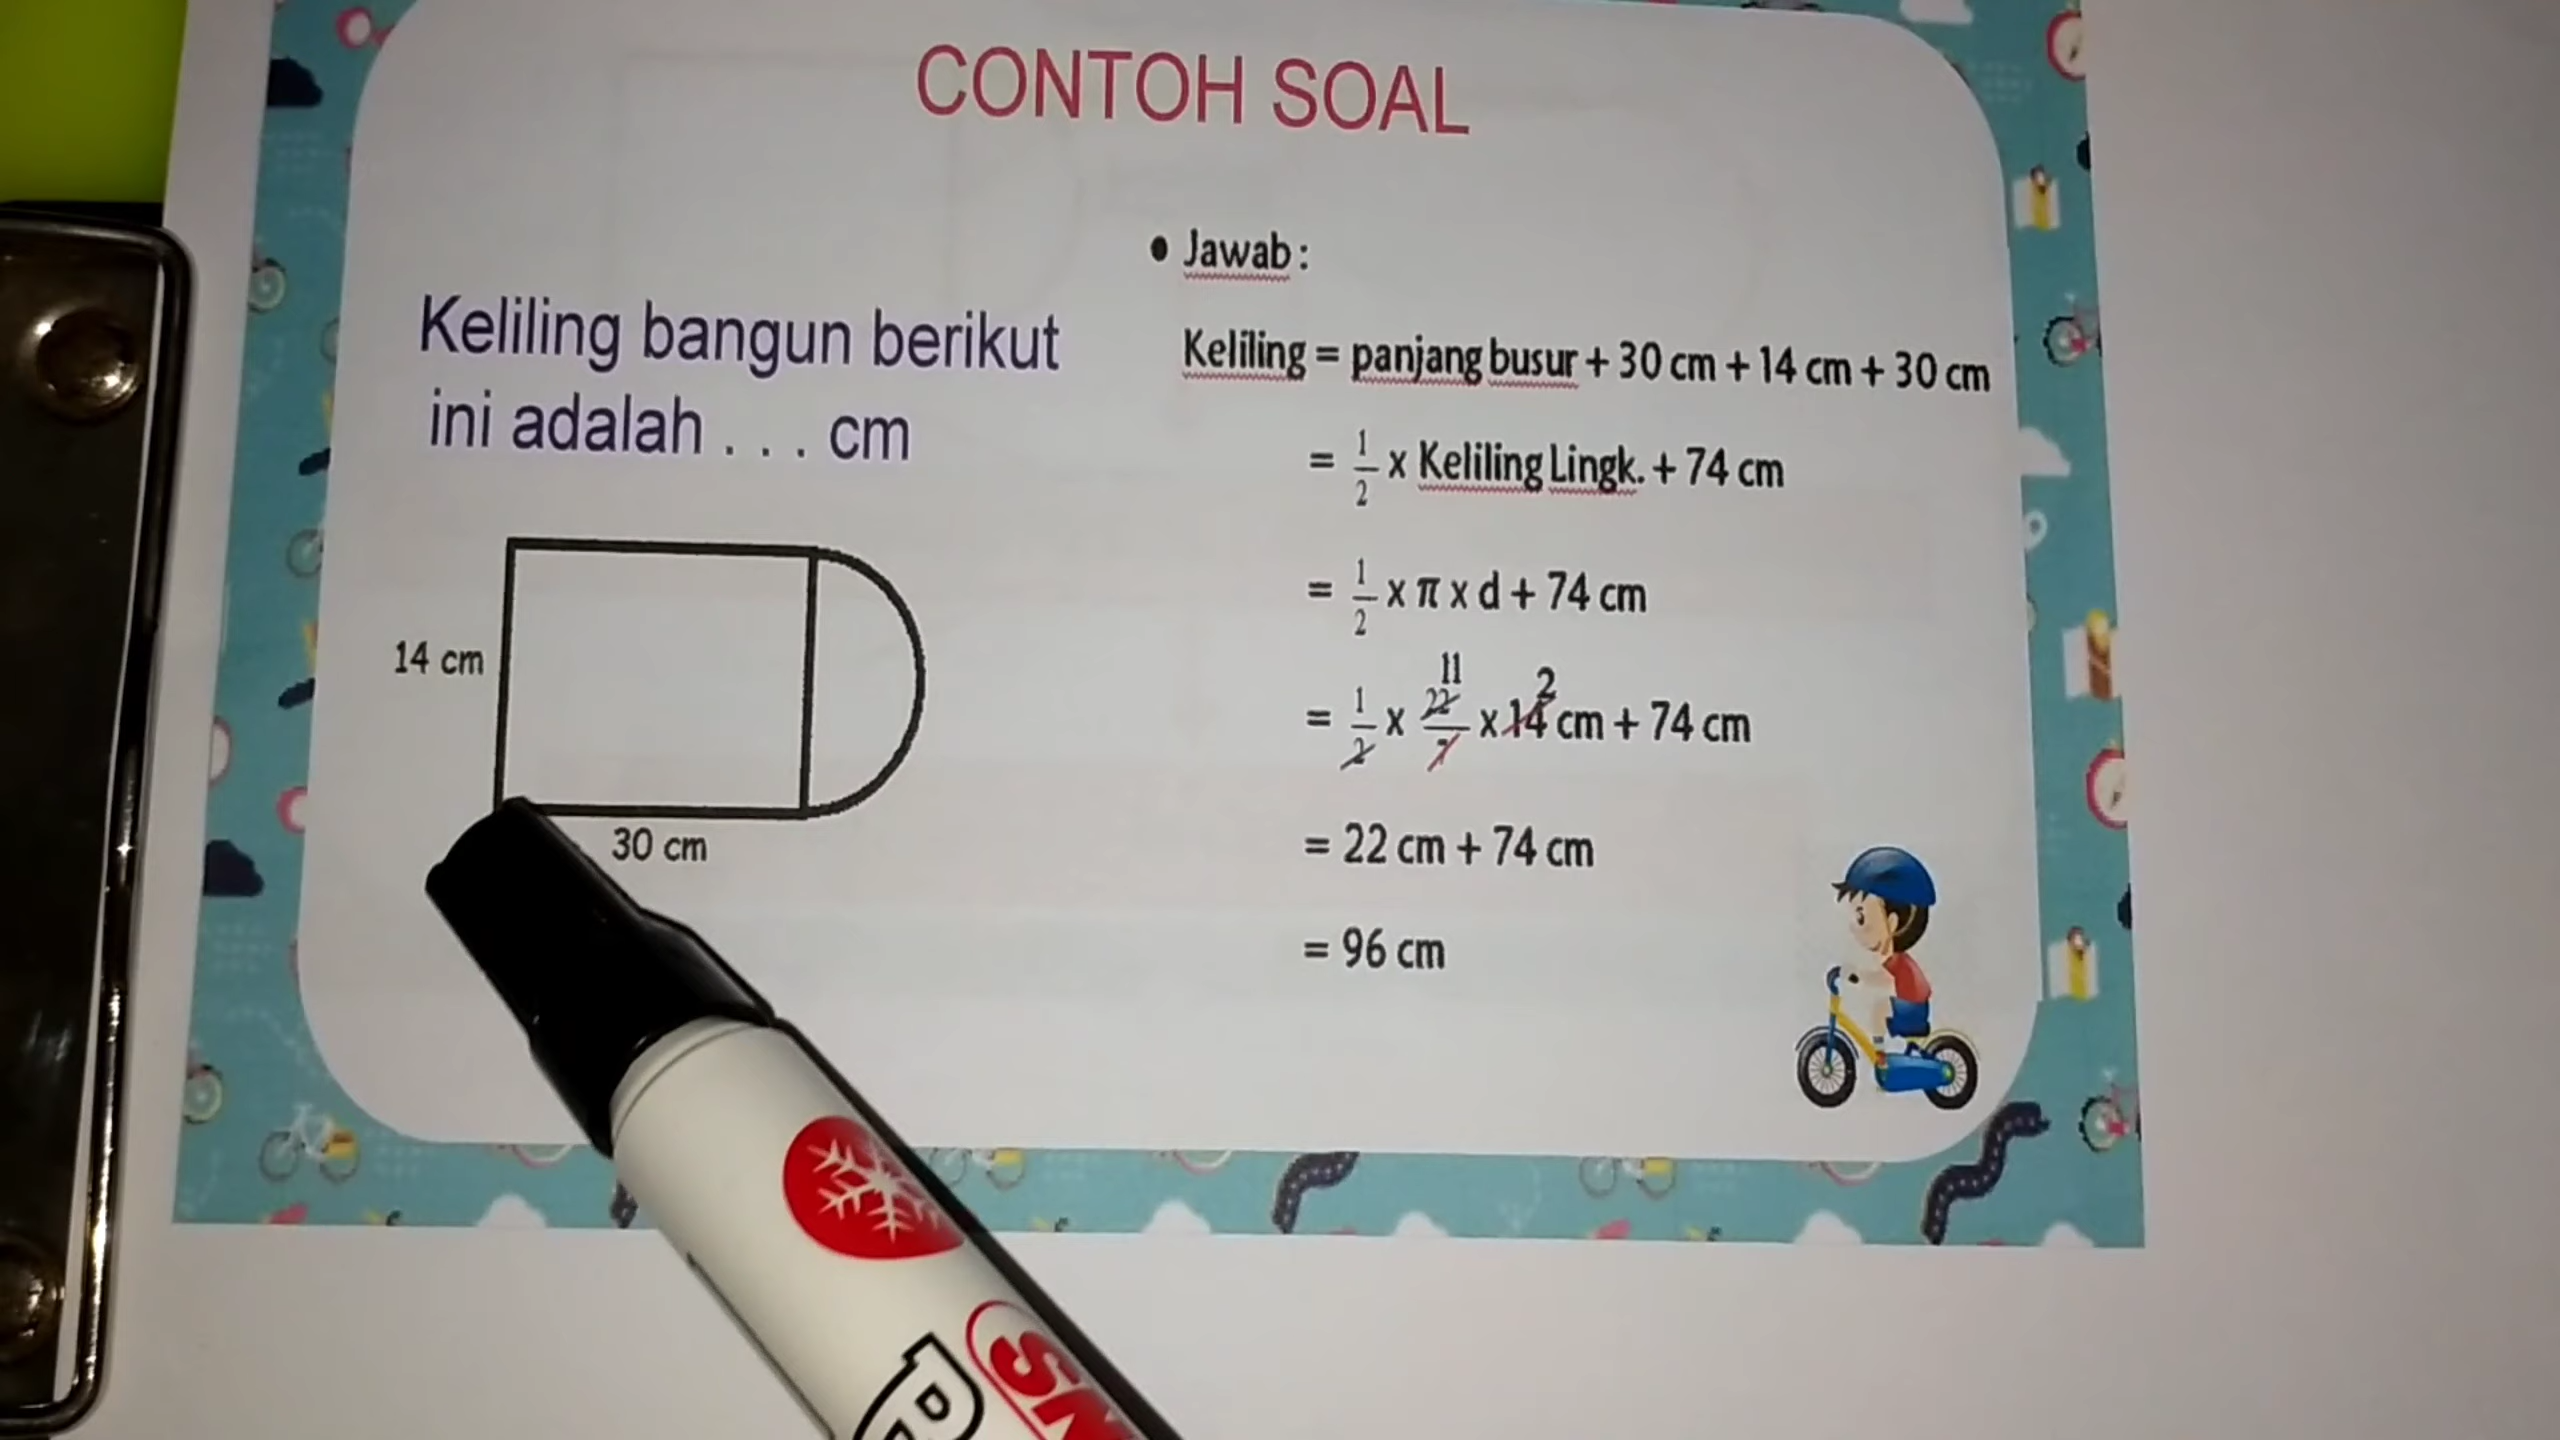 CONTOH SOAL
Keliling bangun berikut
ini adalah . . . cm
14 cm
30 cm
• Jawab :
Keliling = panjang busur + 30 cm + 14 cm + 30 cm
= 1/2 x Keliling Lingk. + 74 cm
= 1/2 x π x d + 74 cm
11 2
= 1/2 x 22/7 x 14 cm + 74 cm
= 22 cm + 74 cm
= 96 cm